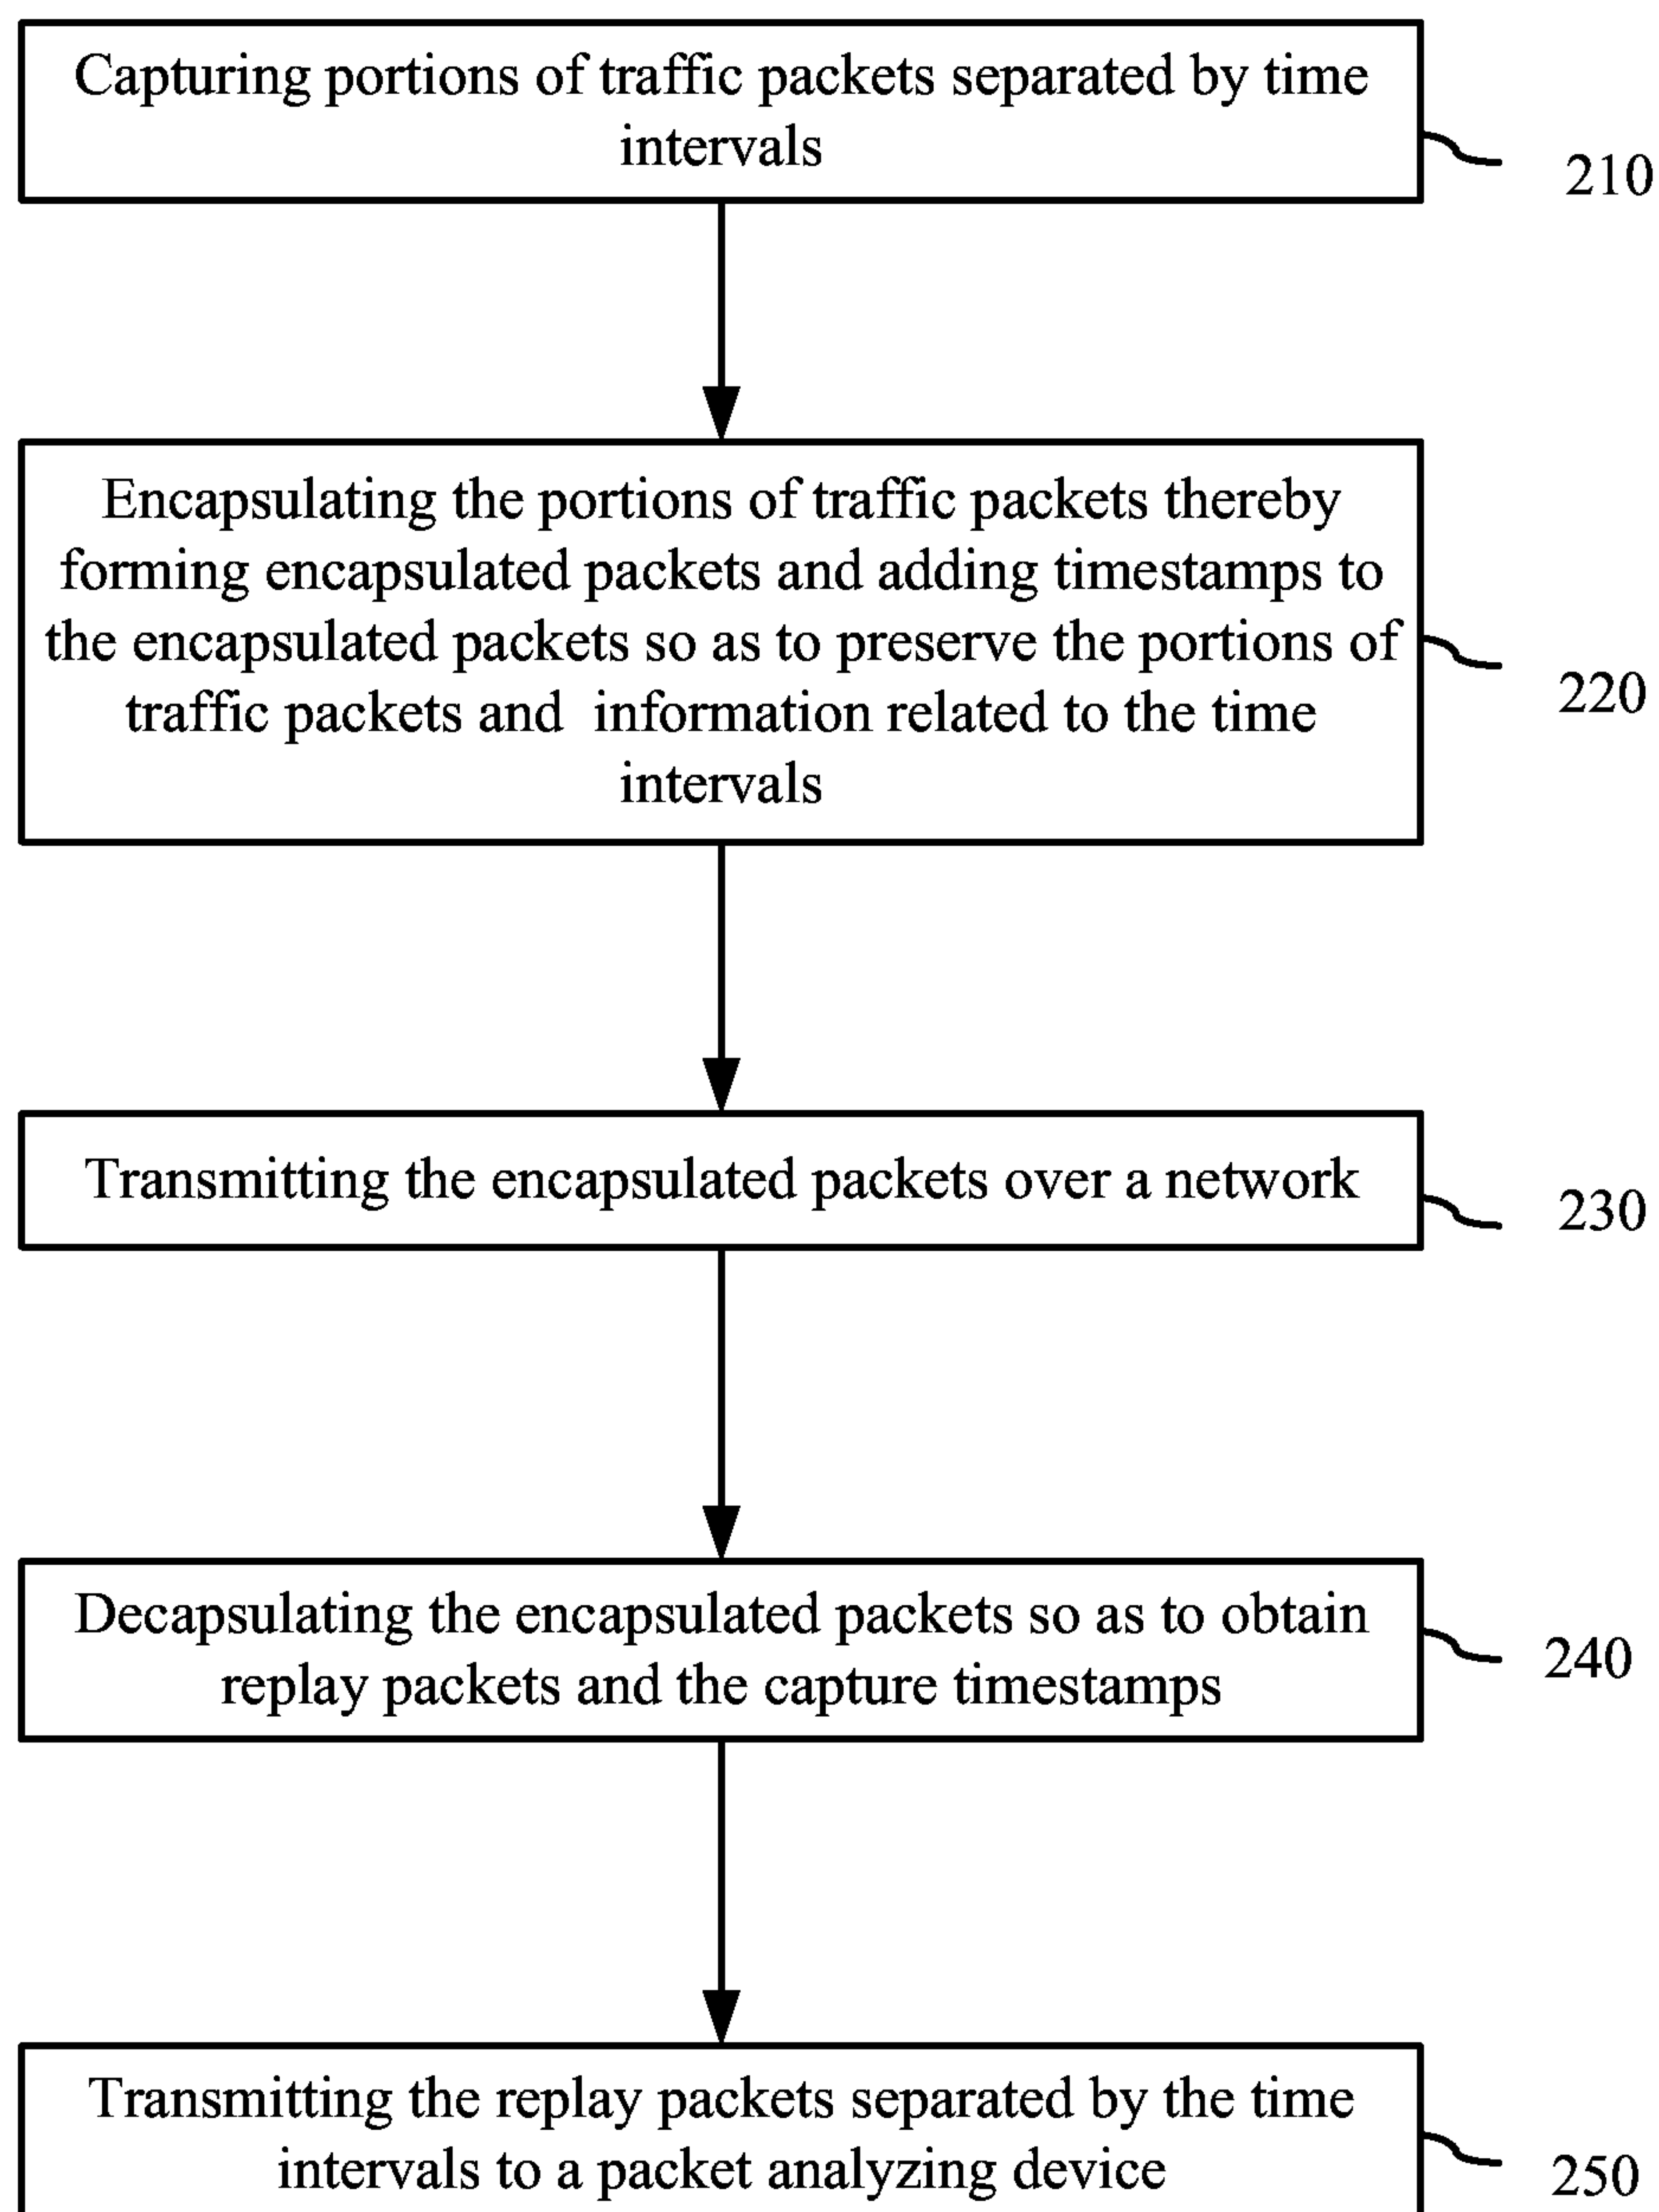 Capturing portions of traffic packets separated by time
intervals
210
Encapsulating the portions of traffic packets thereby
forming encapsulated packets and adding timestamps to
the encapsulated packets so as to preserve the portions of
traffic packets and information related to the time
intervals
220
Transmitting the encapsulated packets over a network
230
Decapsulating the encapsulated packets so as to obtain
replay packets and the capture timestamps
240
Transmitting the replay packets separated by the time
intervals to a packet analyzing device
250